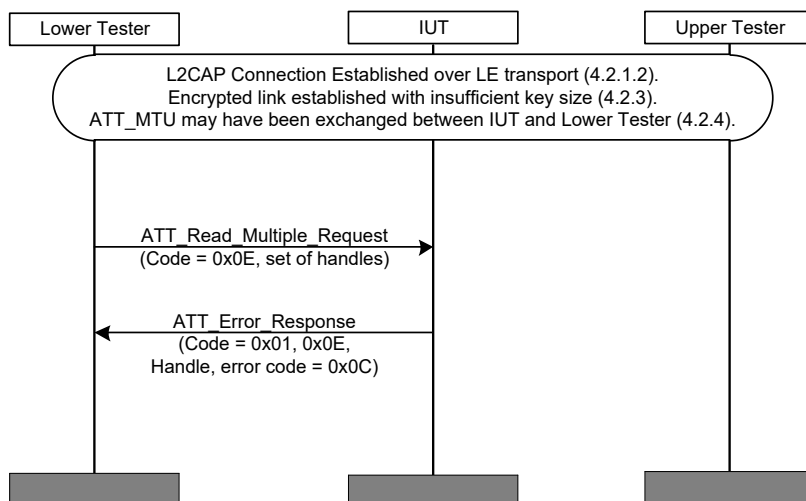 Lower Tester
IUT
Upper Tester
L2CAP Connection Established over LE transport (4.2.1.2).
Encrypted link established with insufficient key size (4.2.3).
ATT_MTU may have been exchanged between IUT and Lower Tester (4.2.4).
ATT_Read_Multiple_Request
(Code = 0x0E, set of handles)
ATT_Error_Response
(Code = 0x01, 0x0E,
Handle, error code = 0x0C)